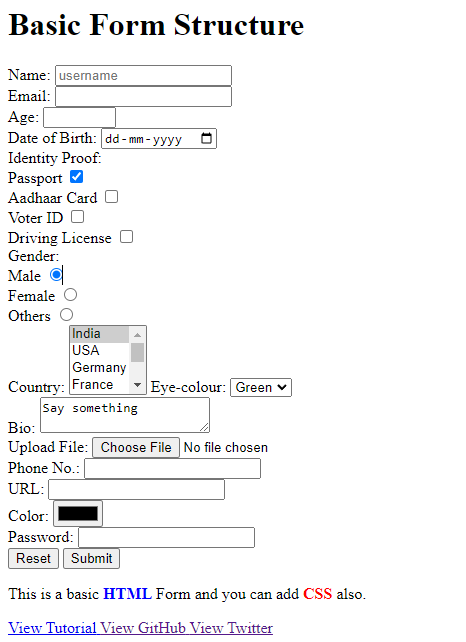 Basic Form Structure
Name: username
Email:
Age:
Date of Birth: dd-mm-yyyy
Identity Proof:
Passport
Aadhaar Card
Voter ID
Driving License
Gender:
Male
Female
Others
India
USA
Germany
Country: France Eye-colour: Green
Bio: Say something
Upload File: Choose File No file chosen
Phone No.:
URL:
Color:
Password:
Reset Submit
This is a basic HTML Form and you can add CSS also.
View Tutorial View GitHub View Twitter